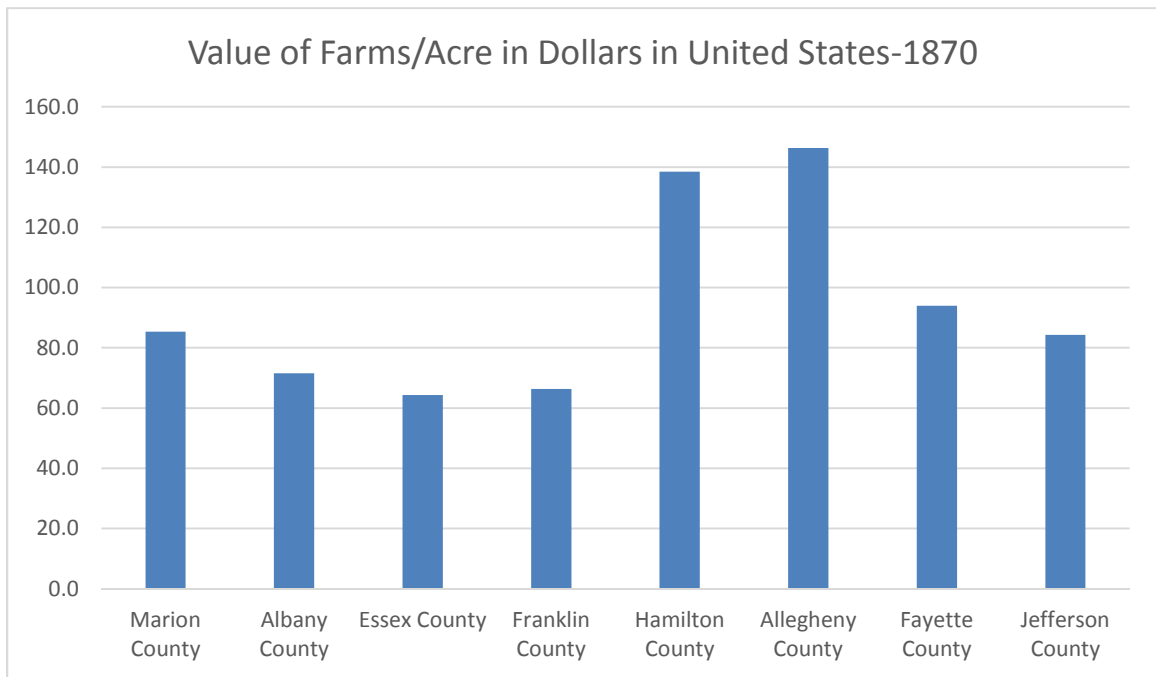 Value of Farms/Acre in Dollars in United States-1870
160.0
140.0
120.0
100.0
80.0
60.0
40.0
20.0
0.0
Marion County
Albany County
Essex County
Franklin County
Hamilton County
Allegheny County
Fayette County
Jefferson County